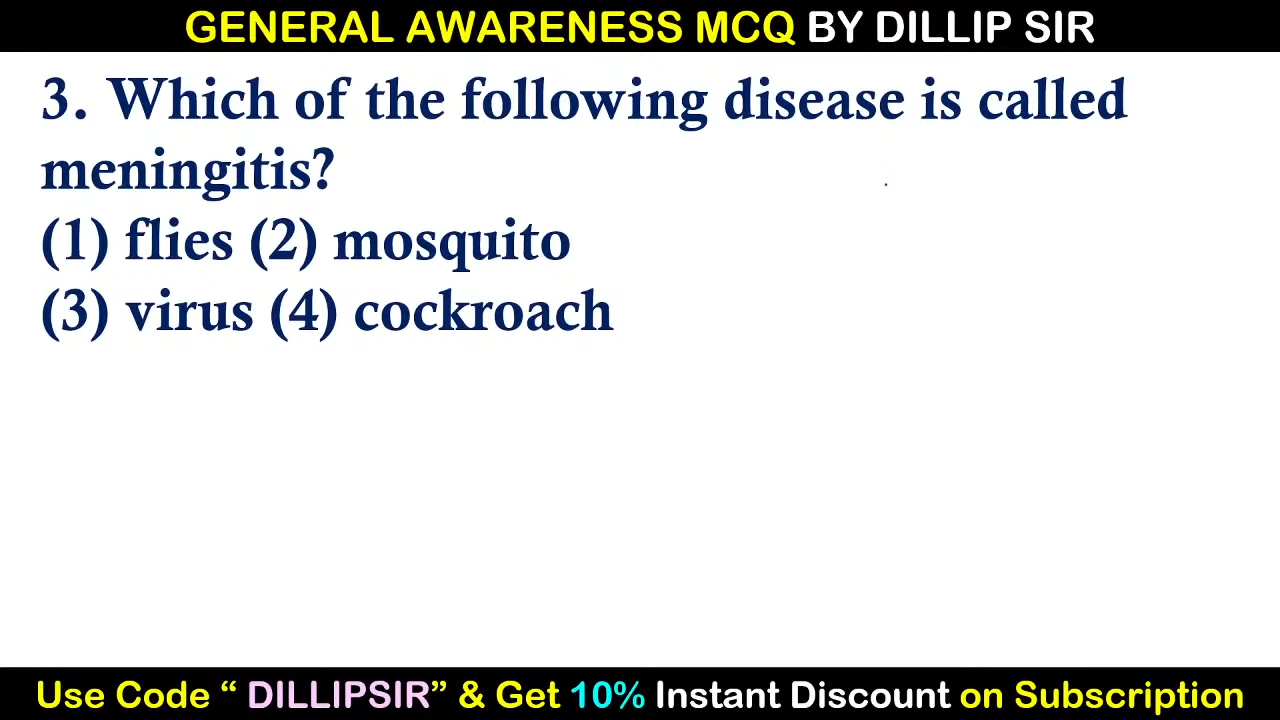 GENERAL AWARENESS MCQ BY DILLIP SIR
3. Which of the following disease is called
meningitis?
(1) flies (2) mosquito
(3) virus (4) cockroach
Use Code “ DILLIPSIR” & Get 10% Instant Discount on Subscription